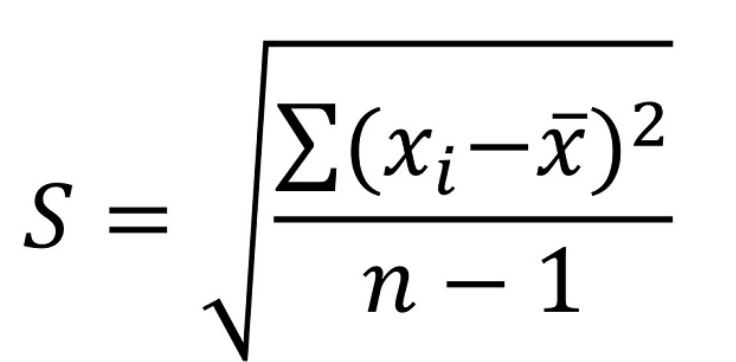 S = √(∑(xᵢ−x̄)² / (n − 1))